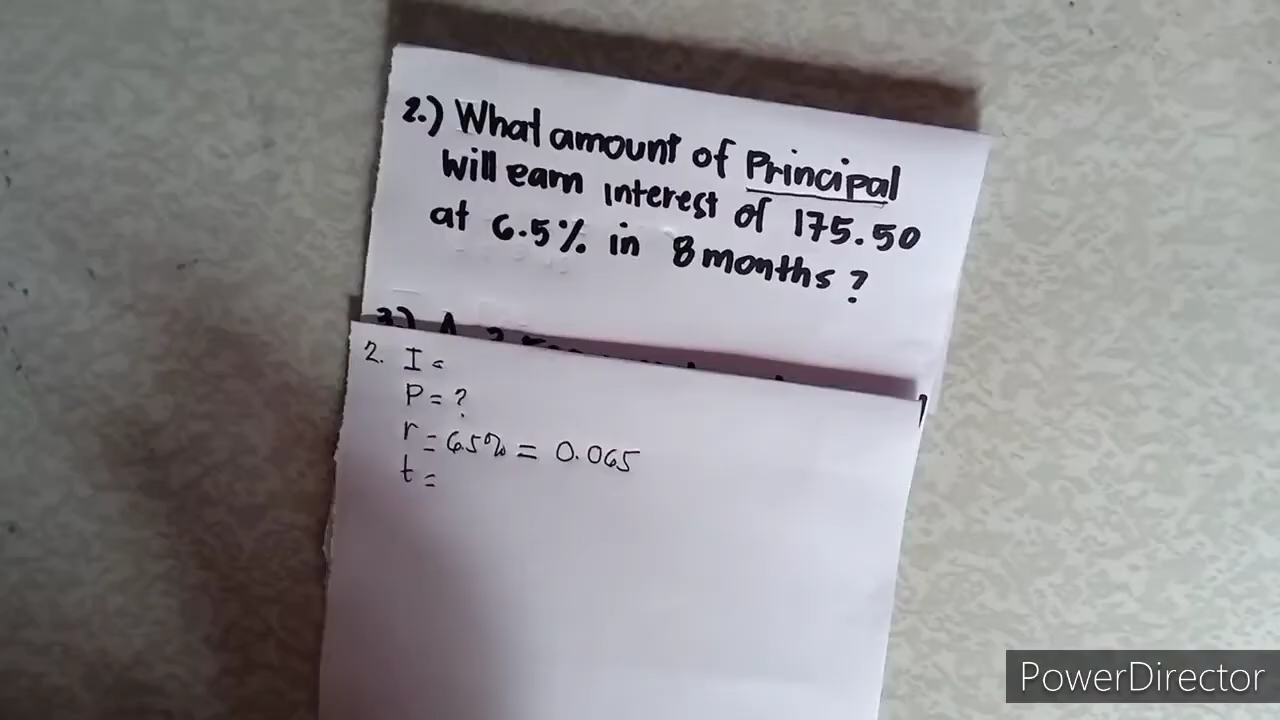 2.) What amount of Principal
will earn interest of 175.50
at 6.5% in 8 months?
3)
2. I =
P = ?
r = 6.5% = 0.065
t =
PowerDirector